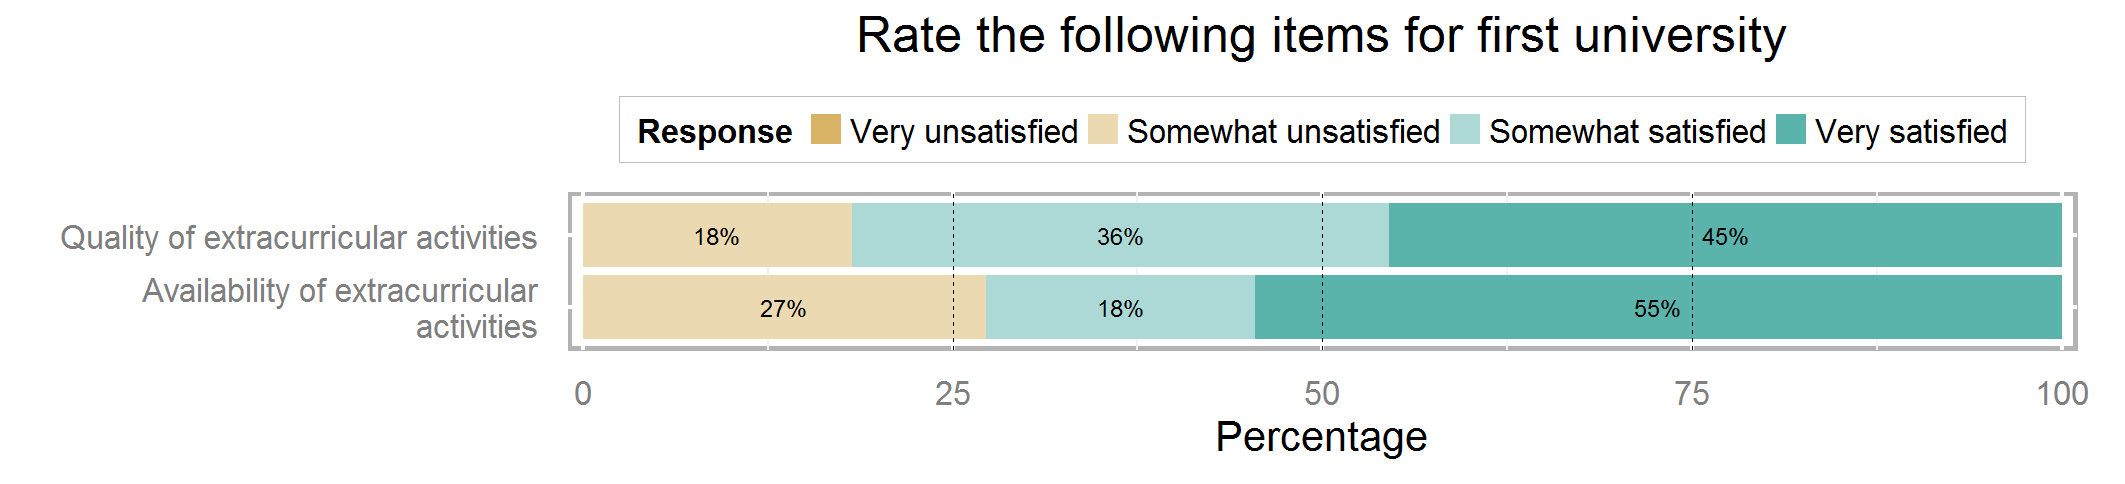 Rate the following items for first university
Response Very unsatisfied Somewhat unsatisfied Somewhat satisfied Very satisfied
Quality of extracurricular activities 18% 36% 45%
Availability of extracurricular
activities
27% 18% 55%
0 25 50 75 100
Percentage